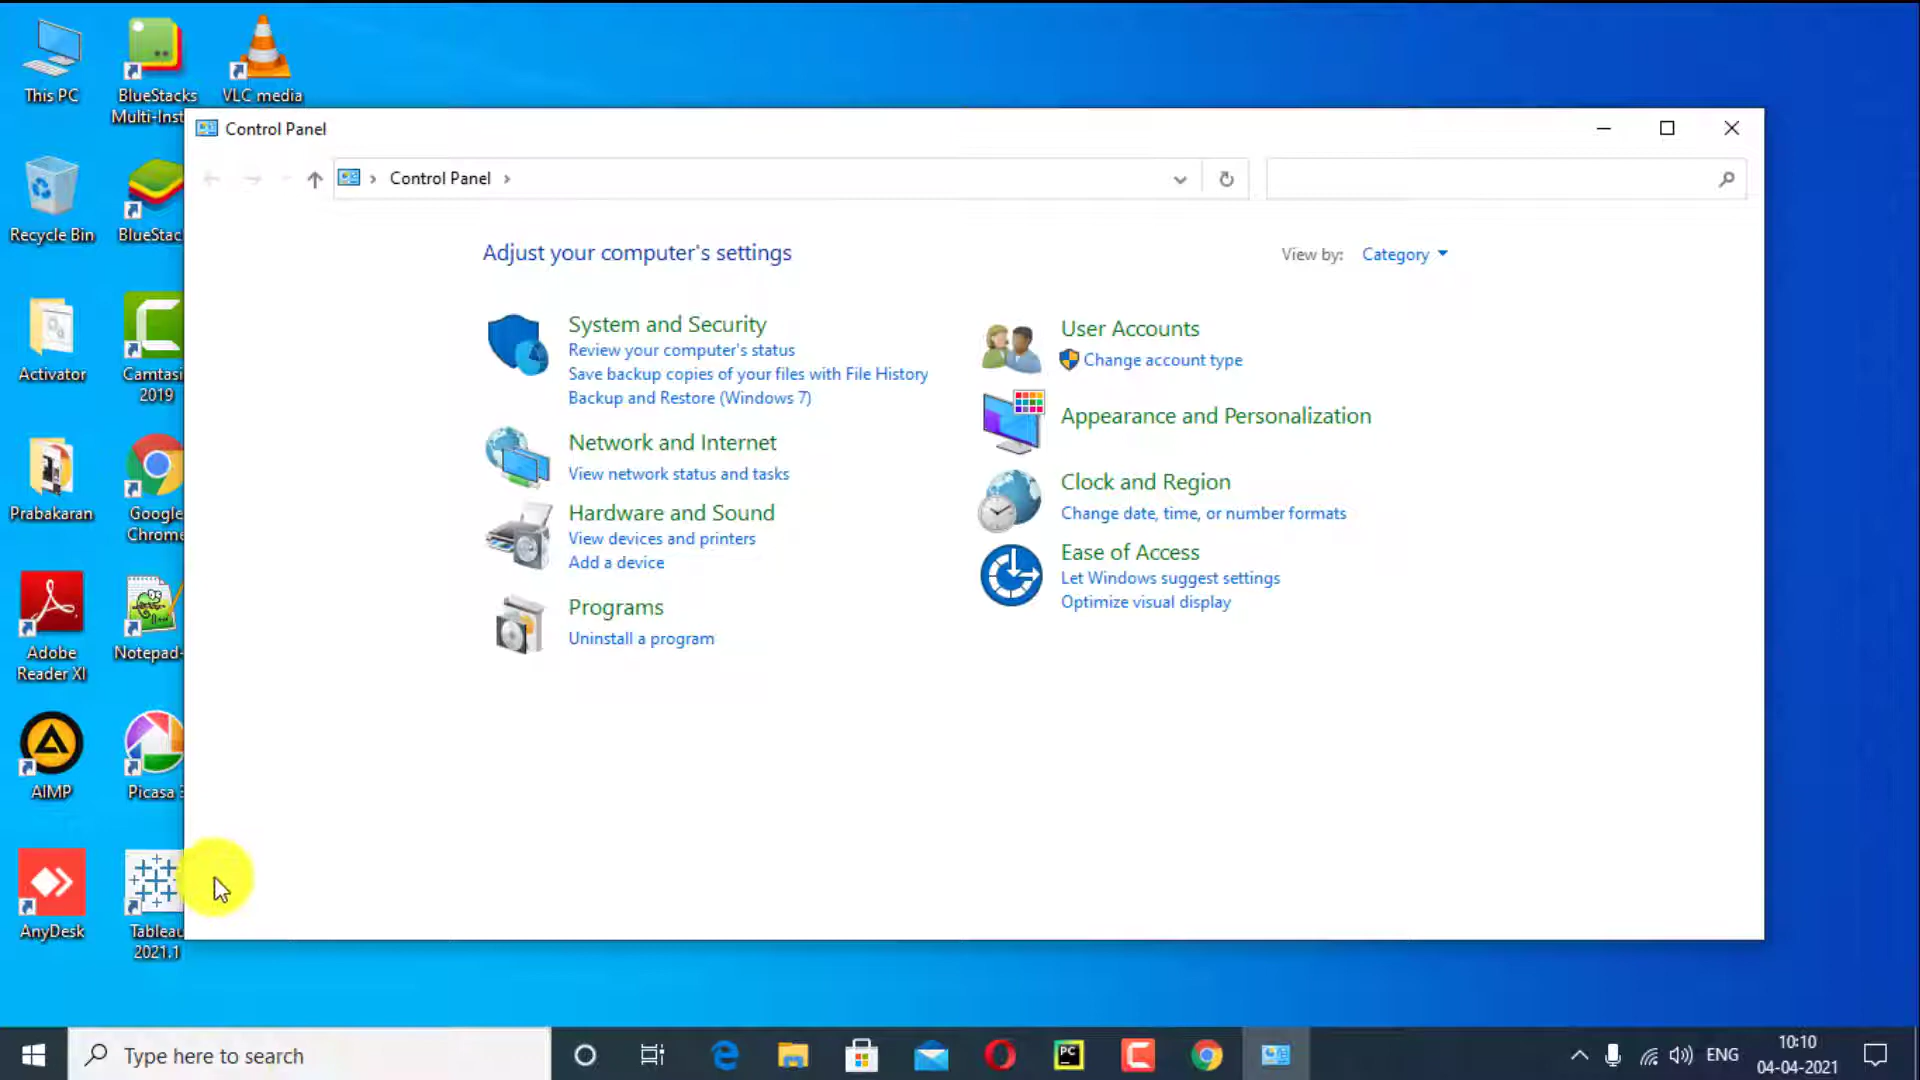 This PC
BlueStacks
Multi-Inst
VLC media
Control Panel
Control Panel
Recycle Bin
BlueStac
Adjust your computer's settings
View by: Category
System and Security
Review your computer's status
Save backup copies of your files with File History
Backup and Restore (Windows 7)
Network and Internet
View network status and tasks
Hardware and Sound
View devices and printers
Add a device
Programs
Uninstall a program
User Accounts
Change account type
Appearance and Personalization
Clock and Region
Change date, time, or number formats
Ease of Access
Let Windows suggest settings
Optimize visual display
Activator
Camtasi
2019
Prabakaran
Google
Chrome
Adobe
Reader XI
Notepad-
AIMP
Picasa 3
AnyDesk
Tableau
2021.1
Type here to search
PC
ENG
10:10
04-04-2021